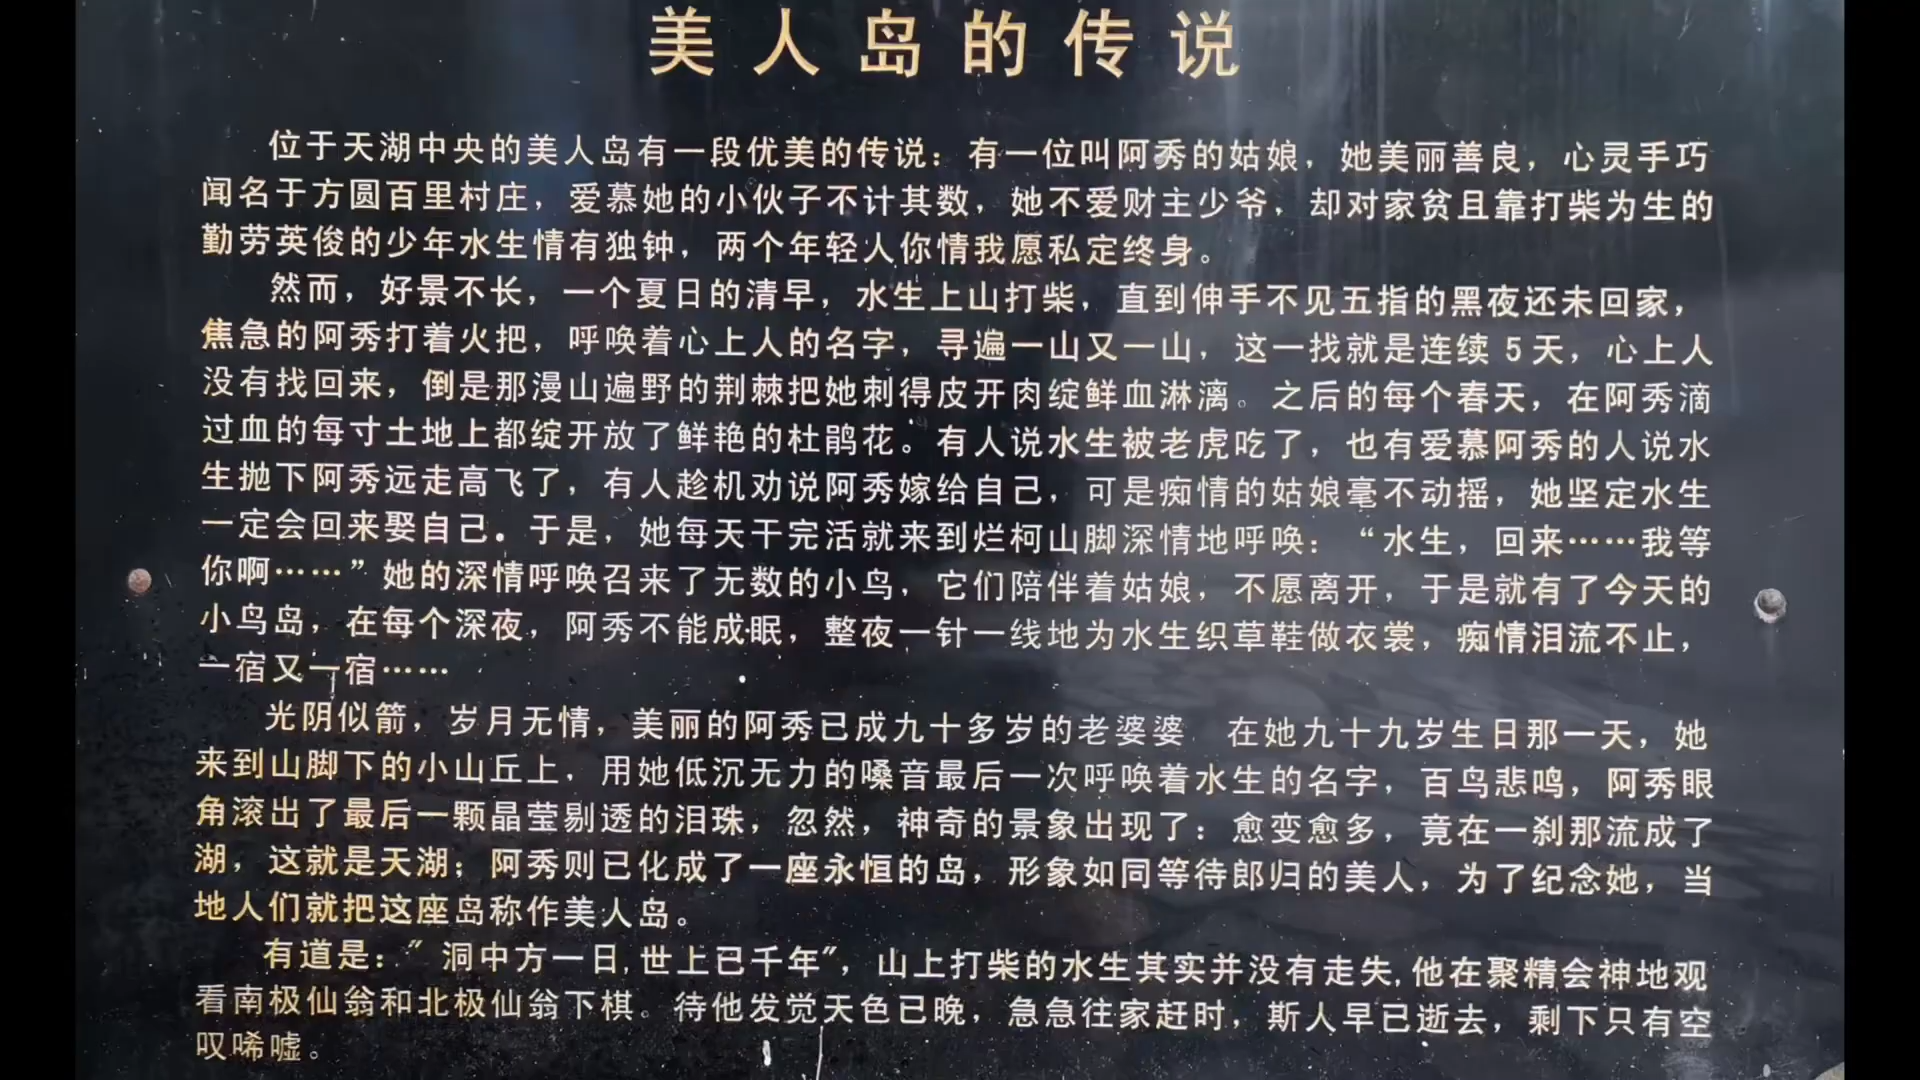 美人岛的传说
位于天湖中央的美人岛有一段优美的传说：有一位叫阿秀的姑娘，她美丽善良，心灵手巧
闻名于方圆百里村庄，爱慕她的小伙子不计其数，她不爱财主少爷，却对家贫且靠打柴为生的
勤劳英俊的少年水生情有独钟，两个年轻人你情我愿私定终身。
然而，好景不长，一个夏日的清早，水生上山打柴，直到伸手不见五指的黑夜还未回家，
焦急的阿秀打着火把，呼唤着心上人的名字，寻遍一山又一山，这一找就是连续5天，心上人
没有找回来，倒是那漫山遍野的荆棘把她刺得皮开肉绽鲜血淋漓。之后的每个春天，在阿秀滴
过血的每寸土地上都绽开放了鲜艳的杜鹃花。有人说水生被老虎吃了，也有爱慕阿秀的人说水
生抛下阿秀远走高飞了，有人趁机劝说阿秀嫁给自己，可是痴情的姑娘毫不动摇，她坚定水生
一定会回来娶自己．于是，她每天干完活就来到烂柯山脚深情地呼唤：“水生，回来……我等
你啊……”她的深情呼唤召来了无数的小鸟，它们陪伴着姑娘，不愿离开，于是就有了今天的
小鸟岛，在每个深夜，阿秀不能成眠，整夜一针一线地为水生织草鞋做衣裳，痴情泪流不止，
一宿又一宿……
光阴似箭，岁月无情，美丽的阿秀已成九十多岁的老婆婆 在她九十九岁生日那一天，她
来到山脚下的小山丘上，用她低沉无力的嗓音最后一次呼唤着水生的名字，百鸟悲鸣，阿秀眼
角滚出了最后一颗晶莹剔透的泪珠，忽然，神奇的景象出现了：愈变愈多，竟在一刹那流成了
湖，这就是天湖；阿秀则已化成了一座永恒的岛，形象如同等待郎归的美人，为了纪念她，当
地人们就把这座岛称作美人岛。
有道是："洞中方一日,世上已千年"，山上打柴的水生其实并没有走失,他在聚精会神地观
看南极仙翁和北极仙翁下棋。待他发觉天色已晚，急急往家赶时，斯人早已逝去，剩下只有空
叹唏嘘。